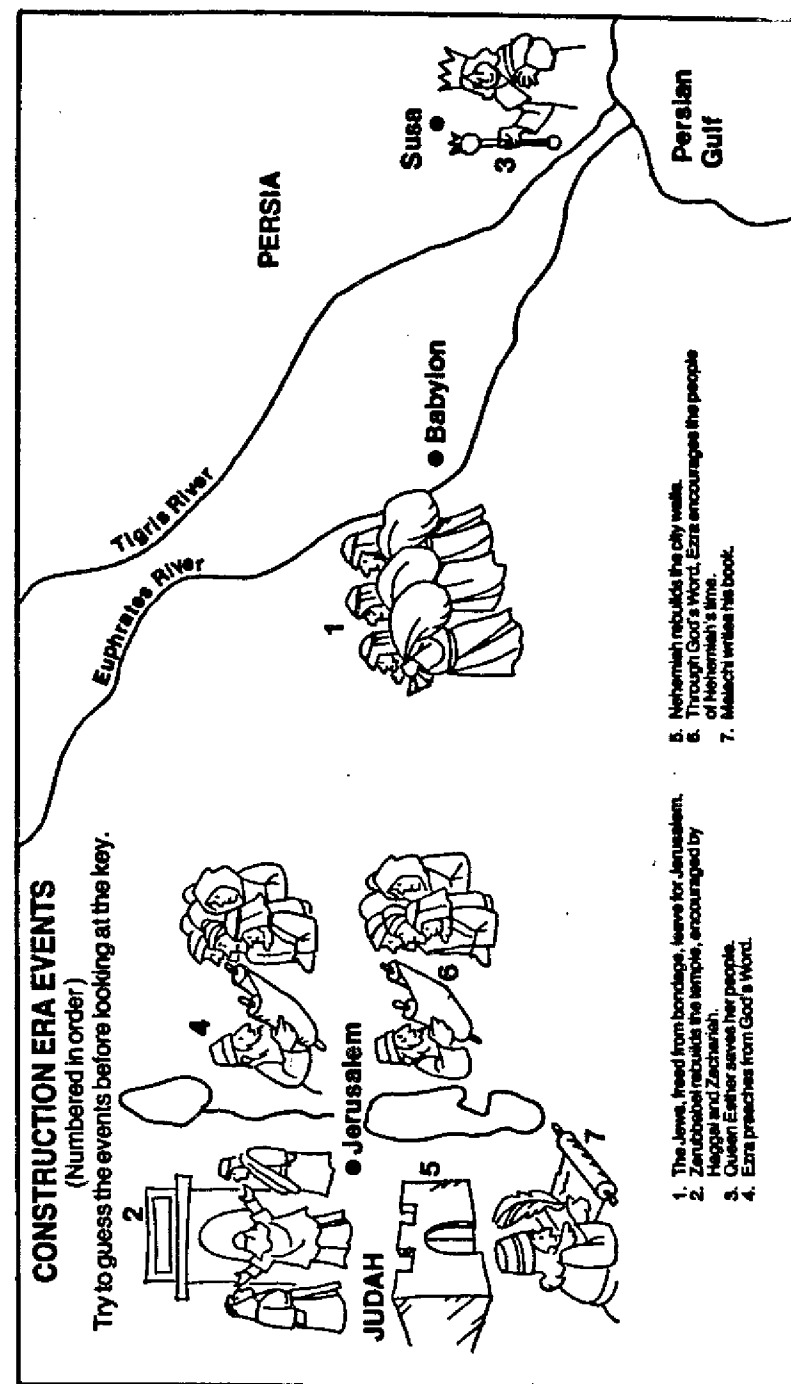 CONSTRUCTION ERA EVENTS
(Numbered in order)
Try to guess the events before looking at the key.
Tigris River
Euphrates River
PERSIA
Susa
3
Persian
Gulf
Babylon
1
2
4
Jerusalem
JUDAH
5
6
7
1. The Jews, freed from bondage, leave for Jerusalem.
2. Zerubbabel rebuilds the temple, encouraged by
Haggai and Zechariah.
3. Queen Esther saves her people.
4. Ezra preaches from God's Word.
5. Nehemiah rebuilds the city walls.
6. Through God's Word, Ezra encourages the people
of Nehemiah's time.
7. Malachi writes his book.